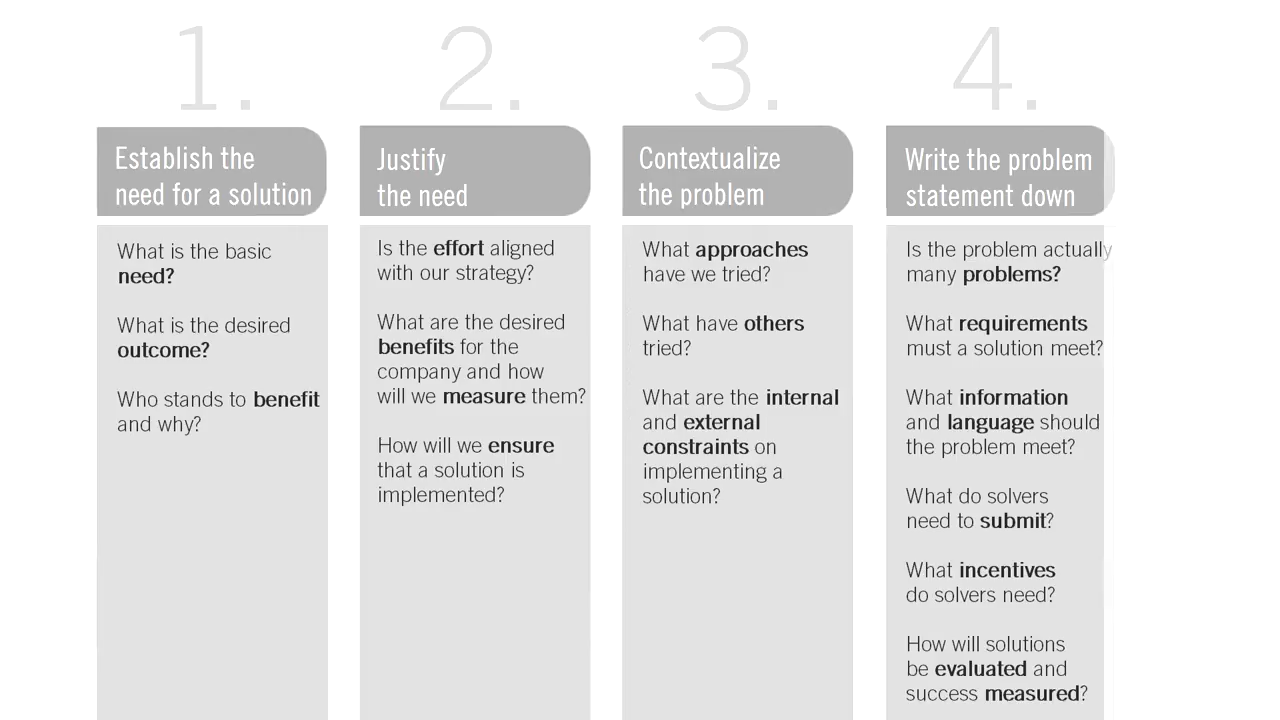 1.
Establish the
need for a solution
What is the basic
need?
What is the desired
outcome?
Who stands to benefit
and why?
2.
Justify
the need
Is the effort aligned
with our strategy?
What are the desired
benefits for the
company and how
will we measure them?
How will we ensure
that a solution is
implemented?
3.
Contextualize
the problem
What approaches
have we tried?
What have others
tried?
What are the internal
and external
constraints on
implementing a
solution?
4.
Write the problem
statement down
Is the problem actually
many problems?
What requirements
must a solution meet?
What information
and language should
the problem meet?
What do solvers
need to submit?
What incentives
do solvers need?
How will solutions
be evaluated and
success measured?